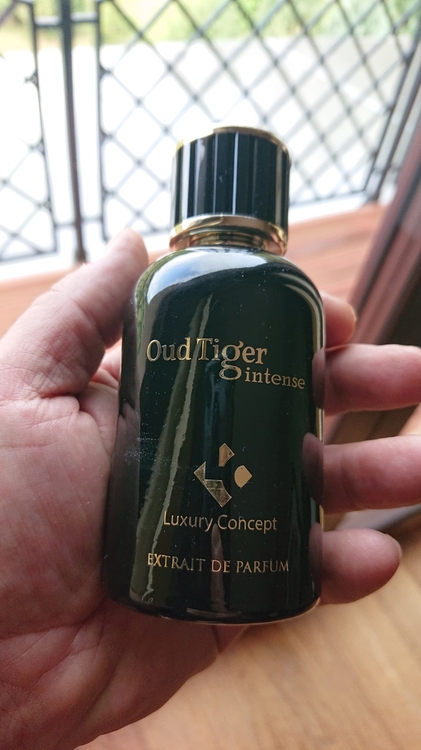 Oud Tiger
intense
Luxury Concept
EXTRAIT DE PARFUM